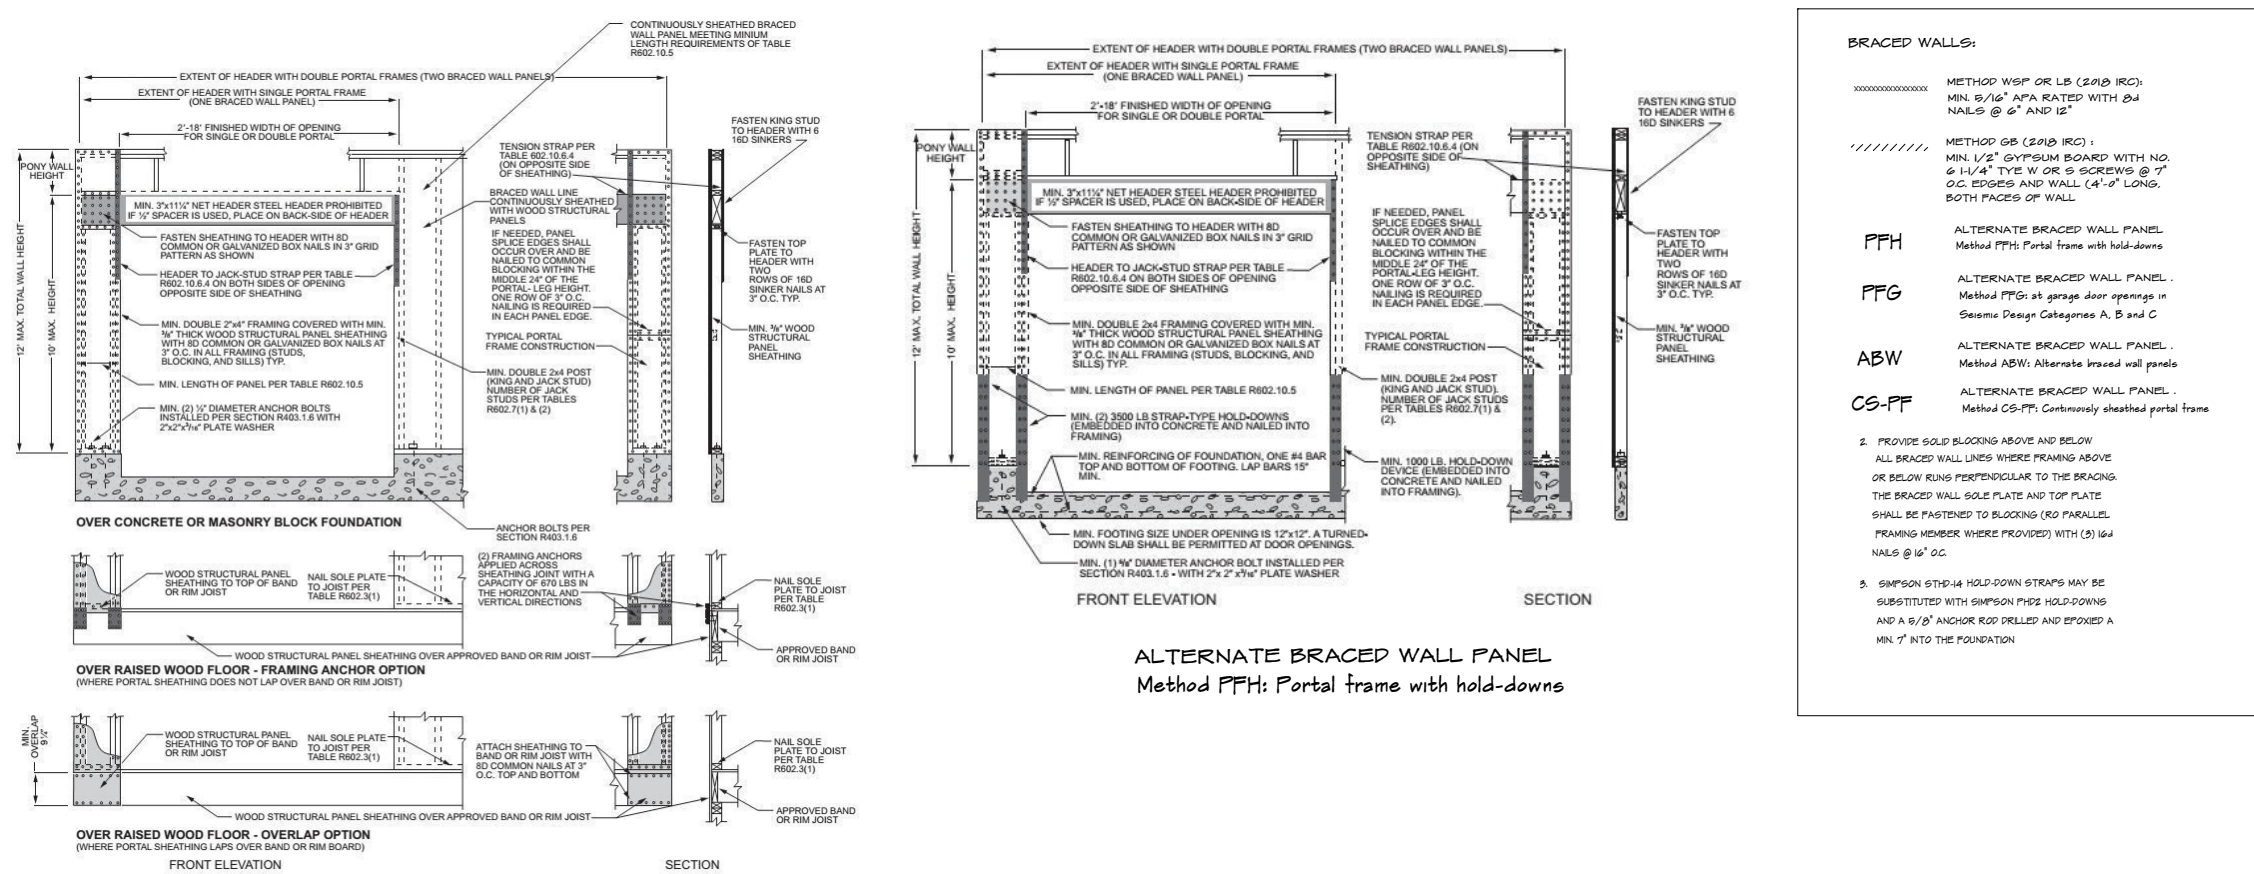 CONTINUOUSLY SHEATHED BRACED
WALL PANEL MEETING MINIUM
LENGTH REQUIREMENTS OF TABLE
R602.10.5
EXTENT OF HEADER WITH DOUBLE PORTAL FRAMES (TWO BRACED WALL PANELS)
EXTENT OF HEADER WITH SINGLE PORTAL FRAME
(ONE BRACED WALL PANEL)
2'-18' FINISHED WIDTH OF OPENING
FOR SINGLE OR DOUBLE PORTAL
FASTEN KING STUD
TO HEADER WITH 6
16D SINKERS
TENSION STRAP PER
TABLE 602.10.6.4
(ON OPPOSITE SIDE
OF SHEATHING)
PONY WALL
HEIGHT
12' MAX. TOTAL WALL HEIGHT
10' MAX. HEIGHT
BRACED WALL LINE
CONTINUOUSLY SHEATHED
WITH WOOD STRUCTURAL
PANELS
MIN. 3"x11¼" NET HEADER STEEL HEADER PROHIBITED
IF ½" SPACER IS USED, PLACE ON BACK-SIDE OF HEADER
FASTEN SHEATHING TO HEADER WITH 8D
COMMON OR GALVANIZED BOX NAILS IN 3" GRID
PATTERN AS SHOWN
HEADER TO JACK-STUD STRAP PER TABLE
R602.10.6.4 ON BOTH SIDES OF OPENING
OPPOSITE SIDE OF SHEATHING
IF NEEDED, PANEL
SPLICE EDGES SHALL
OCCUR OVER AND BE
NAILED TO COMMON
BLOCKING WITHIN THE
MIDDLE 24" OF THE
PORTAL- LEG HEIGHT.
ONE ROW OF 3" O.C.
NAILING IS REQUIRED
IN EACH PANEL EDGE.
FASTEN TOP
PLATE TO
HEADER WITH
TWO
ROWS OF 16D
SINKER NAILS AT
3" O.C. TYP.
MIN. DOUBLE 2"x4" FRAMING COVERED WITH MIN.
⅜" THICK WOOD STRUCTURAL PANEL SHEATHING
WITH 8D COMMON OR GALVANIZED BOX NAILS AT
3" O.C. IN ALL FRAMING (STUDS,
BLOCKING, AND SILLS) TYP.
TYPICAL PORTAL
FRAME CONSTRUCTION
MIN. ⅜" WOOD
STRUCTURAL
PANEL
SHEATHING
MIN. LENGTH OF PANEL PER TABLE R602.10.5
MIN. DOUBLE 2x4 POST
(KING AND JACK STUD)
NUMBER OF JACK
STUDS PER TABLES
R602.7(1) & (2)
MIN. (2) ½" DIAMETER ANCHOR BOLTS
INSTALLED PER SECTION R403.1.6 WITH
2"x2"x³⁄₁₆" PLATE WASHER
OVER CONCRETE OR MASONRY BLOCK FOUNDATION
ANCHOR BOLTS PER
SECTION R403.1.6
WOOD STRUCTURAL PANEL
SHEATHING TO TOP OF BAND
OR RIM JOIST
NAIL SOLE PLATE
TO JOIST PER
TABLE R602.3(1)
(2) FRAMING ANCHORS
APPLIED ACROSS
SHEATHING JOINT WITH A
CAPACITY OF 670 LBS IN
THE HORIZONTAL AND
VERTICAL DIRECTIONS
NAIL SOLE
PLATE TO JOIST
PER TABLE
R602.3(1)
WOOD STRUCTURAL PANEL SHEATHING OVER APPROVED BAND OR RIM JOIST
APPROVED BAND
OR RIM JOIST
OVER RAISED WOOD FLOOR - FRAMING ANCHOR OPTION
(WHERE PORTAL SHEATHING DOES NOT LAP OVER BAND OR RIM JOIST)
MIN.
OVERLAP
9¼"
WOOD STRUCTURAL PANEL
SHEATHING TO TOP OF BAND
OR RIM JOIST
NAIL SOLE PLATE
TO JOIST PER
TABLE R602.3(1)
ATTACH SHEATHING TO
BAND OR RIM JOIST WITH
8D COMMON NAILS AT 3"
O.C. TOP AND BOTTOM
NAIL SOLE
PLATE TO JOIST
PER TABLE
R602.3(1)
WOOD STRUCTURAL PANEL SHEATHING OVER APPROVED BAND OR RIM JOIST
APPROVED BAND
OR RIM JOIST
OVER RAISED WOOD FLOOR - OVERLAP OPTION
(WHERE PORTAL SHEATHING LAPS OVER BAND OR RIM BOARD)
FRONT ELEVATION
SECTION
EXTENT OF HEADER WITH DOUBLE PORTAL FRAMES (TWO BRACED WALL PANELS)
EXTENT OF HEADER WITH SINGLE PORTAL FRAME
(ONE BRACED WALL PANEL)
2'-18' FINISHED WIDTH OF OPENING
FOR SINGLE OR DOUBLE PORTAL
FASTEN KING STUD
TO HEADER WITH 6
16D SINKERS
PONY WALL
HEIGHT
12' MAX. TOTAL WALL HEIGHT
10' MAX. HEIGHT
TENSION STRAP PER
TABLE R602.10.6.4 (ON
OPPOSITE SIDE OF
SHEATHING)
MIN. 3"x11¼" NET HEADER STEEL HEADER PROHIBITED
IF ½" SPACER IS USED, PLACE ON BACK-SIDE OF HEADER
FASTEN SHEATHING TO HEADER WITH 8D
COMMON OR GALVANIZED BOX NAILS IN 3" GRID
PATTERN AS SHOWN
HEADER TO JACK-STUD STRAP PER TABLE
R602.10.6.4 ON BOTH SIDES OF OPENING
OPPOSITE SIDE OF SHEATHING
IF NEEDED, PANEL
SPLICE EDGES SHALL
OCCUR OVER AND BE
NAILED TO COMMON
BLOCKING WITHIN THE
MIDDLE 24" OF THE
PORTAL-LEG HEIGHT.
ONE ROW OF 3" O.C.
NAILING IS REQUIRED
IN EACH PANEL EDGE.
FASTEN TOP
PLATE TO
HEADER WITH
TWO
ROWS OF 16D
SINKER NAILS AT
3" O.C. TYP.
MIN. DOUBLE 2x4 FRAMING COVERED WITH MIN.
⅜" THICK WOOD STRUCTURAL PANEL SHEATHING
WITH 8D COMMON OR GALVANIZED BOX NAILS AT
3" O.C. IN ALL FRAMING (STUDS, BLOCKING, AND
SILLS) TYP.
TYPICAL PORTAL
FRAME CONSTRUCTION
MIN. ⅜" WOOD
STRUCTURAL
PANEL
SHEATHING
MIN. LENGTH OF PANEL PER TABLE R602.10.5
MIN. DOUBLE 2x4 POST
(KING AND JACK STUD).
NUMBER OF JACK STUDS
PER TABLES R602.7(1) &
(2).
MIN. (2) 3500 LB STRAP-TYPE HOLD-DOWNS
(EMBEDDED INTO CONCRETE AND NAILED INTO
FRAMING)
MIN. REINFORCING OF FOUNDATION, ONE #4 BAR
TOP AND BOTTOM OF FOOTING. LAP BARS 15"
MIN.
MIN. 1000 LB. HOLD-DOWN
DEVICE (EMBEDDED INTO
CONCRETE AND NAILED
INTO FRAMING).
MIN. FOOTING SIZE UNDER OPENING IS 12"x12". A TURNED-
DOWN SLAB SHALL BE PERMITTED AT DOOR OPENINGS.
MIN. (1) ⅝" DIAMETER ANCHOR BOLT INSTALLED PER
SECTION R403.1.6 - WITH 2"x 2" x³⁄₁₆" PLATE WASHER
FRONT ELEVATION
SECTION
ALTERNATE BRACED WALL PANEL
Method PFH: Portal frame with hold-downs
BRACED WALLS:
xxxxxxxxxxxxxxxx
METHOD WSP OR LB (2018 IRC):
MIN. 5/16" APA RATED WITH 8d
NAILS @ 6" AND 12"
METHOD GB (2018 IRC) :
MIN. 1/2" GYPSUM BOARD WITH NO.
6 1-1/4" TYE W OR S SCREWS @ 7"
O.C. EDGES AND WALL (4'-0" LONG,
BOTH FACES OF WALL
PFH
ALTERNATE BRACED WALL PANEL
Method PFH: Portal frame with hold-downs
PFG
ALTERNATE BRACED WALL PANEL .
Method PFG: at garage door openings in
Seismic Design Categories A, B and C
ABW
ALTERNATE BRACED WALL PANEL .
Method ABW: Alternate braced wall panels
CS-PF
ALTERNATE BRACED WALL PANEL .
Method CS-PF: Continuously sheathed portal frame
2. PROVIDE SOLID BLOCKING ABOVE AND BELOW
ALL BRACED WALL LINES WHERE FRAMING ABOVE
OR BELOW RUNS PERPENDICULAR TO THE BRACING.
THE BRACED WALL SOLE PLATE AND TOP PLATE
SHALL BE FASTENED TO BLOCKING (RO PARALLEL
FRAMING MEMBER WHERE PROVIDED) WITH (3) 16d
NAILS @ 16" O.C.
3. SIMPSON STHD-14 HOLD-DOWN STRAPS MAY BE
SUBSTITUTED WITH SIMPSON PHD2 HOLD-DOWNS
AND A 5/8" ANCHOR ROD DRILLED AND EPOXIED A
MIN. 7" INTO THE FOUNDATION